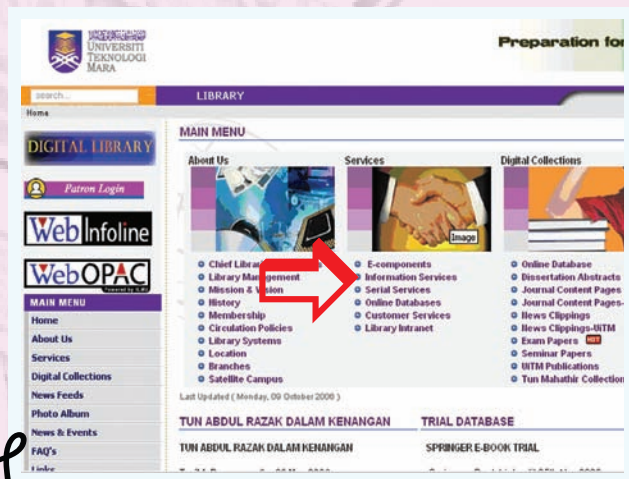 UNIVERSITI
TEKNOLOGI
MARA
Preparation for
search...
LIBRARY
Home
DIGITAL LIBRARY
Patron Login
Web Infoline
Web OPAC
MAIN MENU
Home
About Us
Services
Digital Collections
News Feeds
Photo Album
News & Events
FAQ's
Links
MAIN MENU
About Us
Chief
Library Management
Mission & Vision
History
Membership
Circulation Policies
Library Systems
Location
Branches
Satellite Campus
Services
Image
E-components
Information Services
Serial Services
Online Databases
Customer Services
Library Intranet
Digital Collections
Online Database
Dissertation Abstracts
Journal Content Pages
Journal Content Pages-
News Clippings
News Clippings-UiTM
Exam Papers HOT
Seminar Papers
UiTM Publications
Tun Mahathir Collection
Last Updated ( Monday, 09 October 2006 )
TUN ABDUL RAZAK DALAM KENANGAN
TUN ABDUL RAZAK DALAM KENANGAN
TRIAL DATABASE
SPRINGER E-BOOK TRIAL